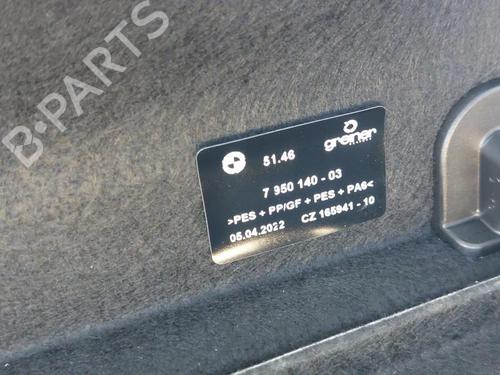 B-PARTS
51.46 greiner
7 950 140 - 03
>PES + PP/GF + PES + PA6<
05.04.2022 CZ 165941 - 10